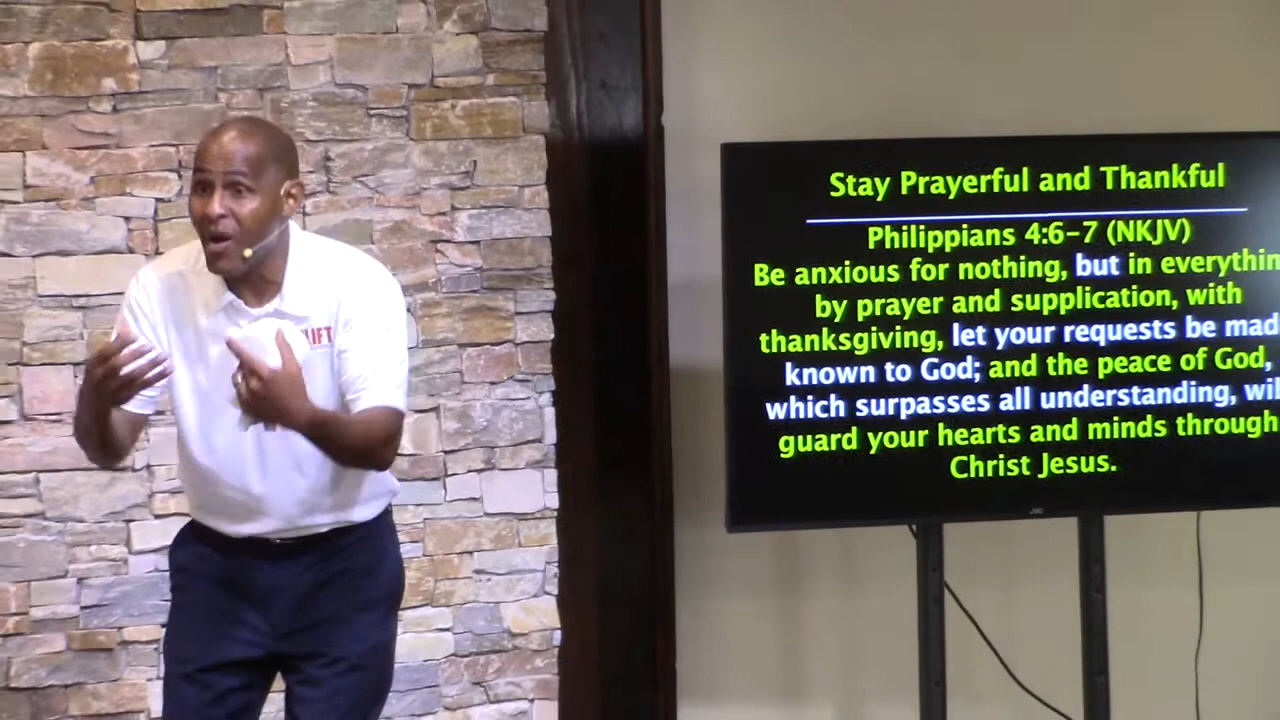 Stay Prayerful and Thankful
Philippians 4:6-7 (NKJV)
Be anxious for nothing, but in everythin
by prayer and supplication, with
thanksgiving, let your requests be mad
known to God; and the peace of God,
which surpasses all understanding, wil
guard your hearts and minds through
Christ Jesus.
LIFT
JVC